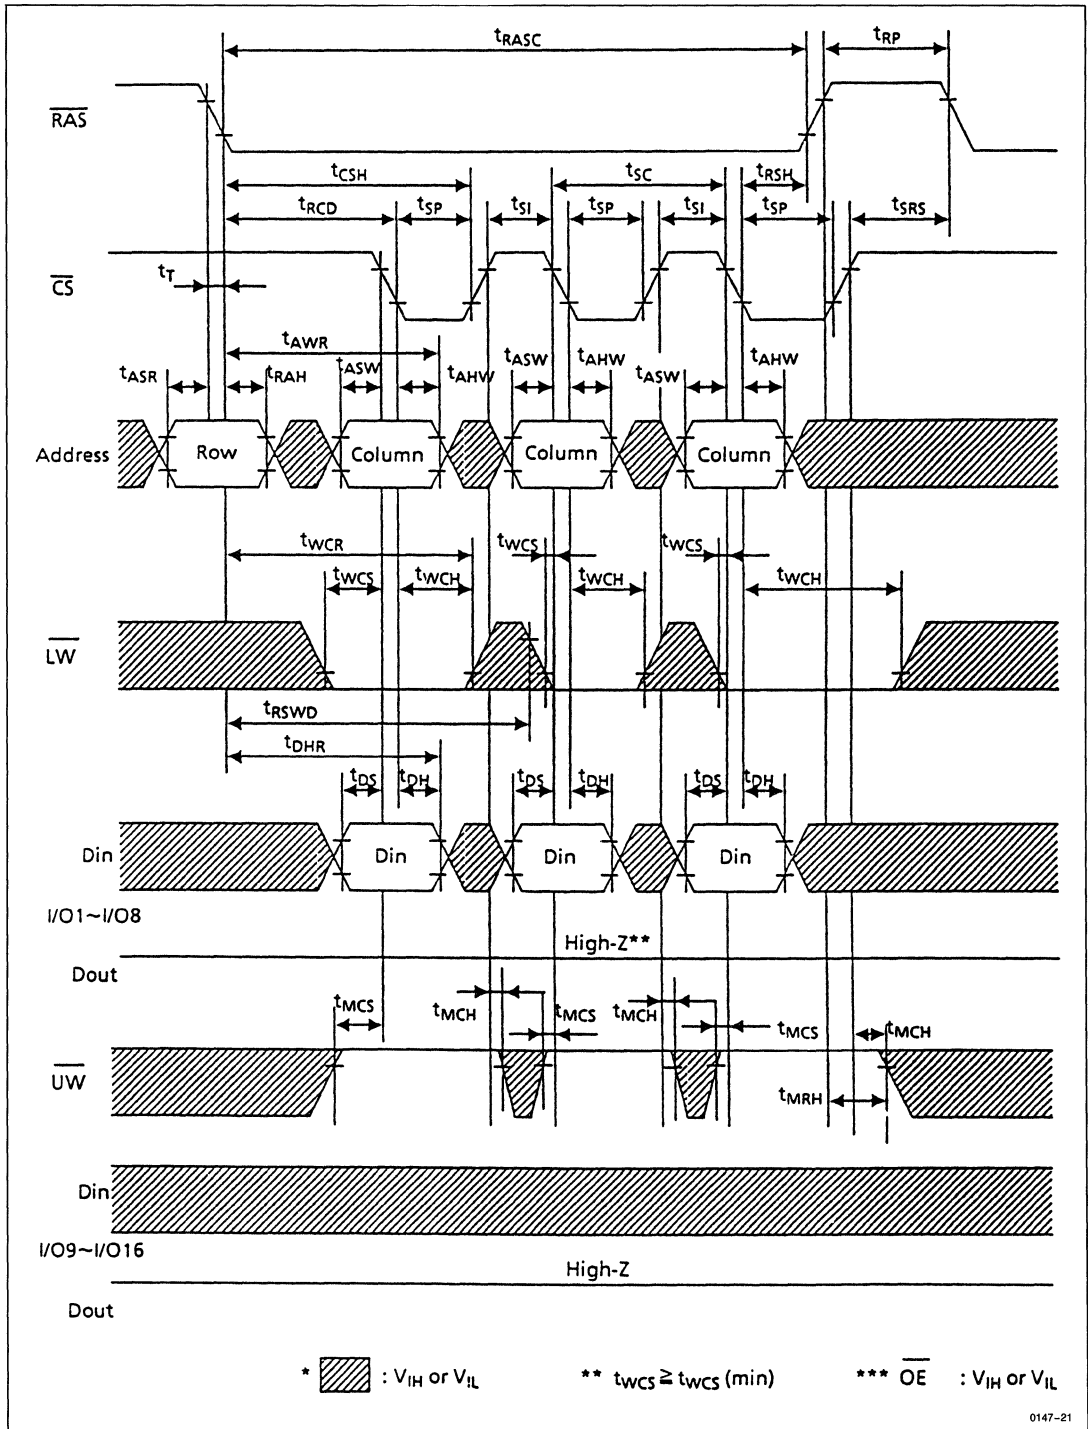 tRASC tRP
RAS
tCSH tSC tRSH
tRCD tSP tSI tSP tSI tSP tSRS
CS
tT
tAWR
tASR tRAH tASW tAHW tASW tAHW tASW tAHW
Address Row Column Column Column
tWCR tWCS tWCS
tWCS tWCH tWCH tWCH
LW
tRSWD
tDHR
tDS tDH tDS tDH tDS tDH
Din Din Din Din
I/O1~I/O8
High-Z**
Dout
tMCS tMCH tMCS tMCH tMCS tMCH
UW
tMRH
Din
I/O9~I/O16
High-Z
Dout
* : VIH or VIL ** tWCS ≧ tWCS (min) *** OE : VIH or VIL
0147-21